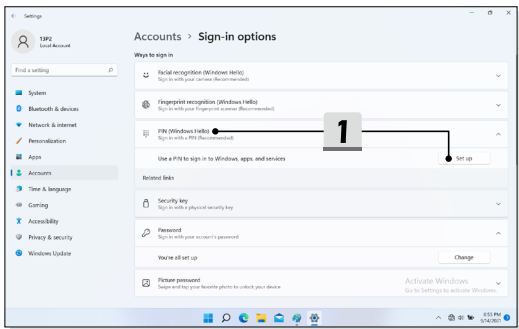 Settings
13P2
Local Account
Find a setting
System
Bluetooth & devices
Network & internet
Personalization
Apps
Accounts
Time & language
Gaming
Accessibility
Privacy & security
Windows Update
Accounts > Sign-in options
Ways to sign in
Facial recognition (Windows Hello)
Sign in with your camera (Recommended)
Fingerprint recognition (Windows Hello)
Sign in with your fingerprint scanner (Recommended)
PIN (Windows Hello)
Sign in with a PIN (Recommended)
1
Use a PIN to sign in to Windows, apps, and services
Set up
Related links
Security key
Sign in with a physical security key
Password
Sign in with your account's password
You're all set up
Change
Picture password
Swipe and tap your favorite photo to unlock your device
Activate Windows
Go to Settings to activate Windows.
6:55 PM
9/14/2021